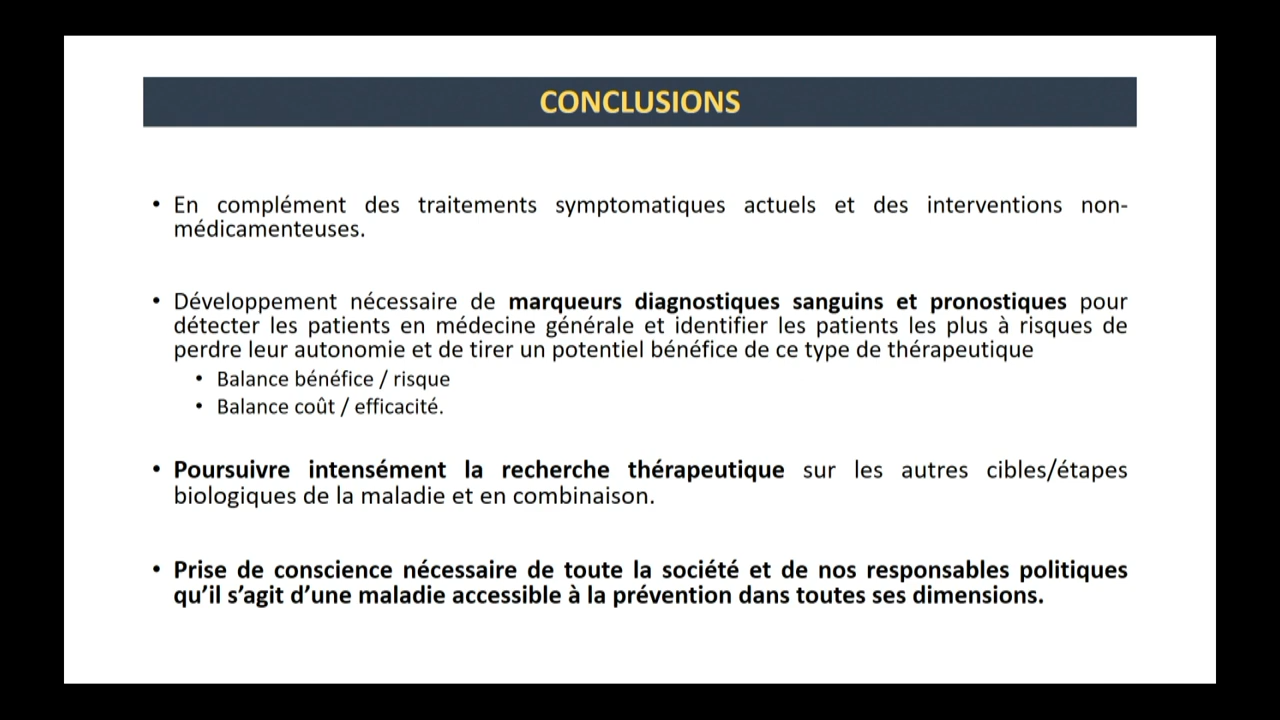 CONCLUSIONS
• En complément des traitements symptomatiques actuels et des interventions non-
médicamenteuses.
• Développement nécessaire de marqueurs diagnostiques sanguins et pronostiques pour
détecter les patients en médecine générale et identifier les patients les plus à risques de
perdre leur autonomie et de tirer un potentiel bénéfice de ce type de thérapeutique
• Balance bénéfice / risque
• Balance coût / efficacité.
• Poursuivre intensément la recherche thérapeutique sur les autres cibles/étapes
biologiques de la maladie et en combinaison.
• Prise de conscience nécessaire de toute la société et de nos responsables politiques
qu’il s’agit d’une maladie accessible à la prévention dans toutes ses dimensions.